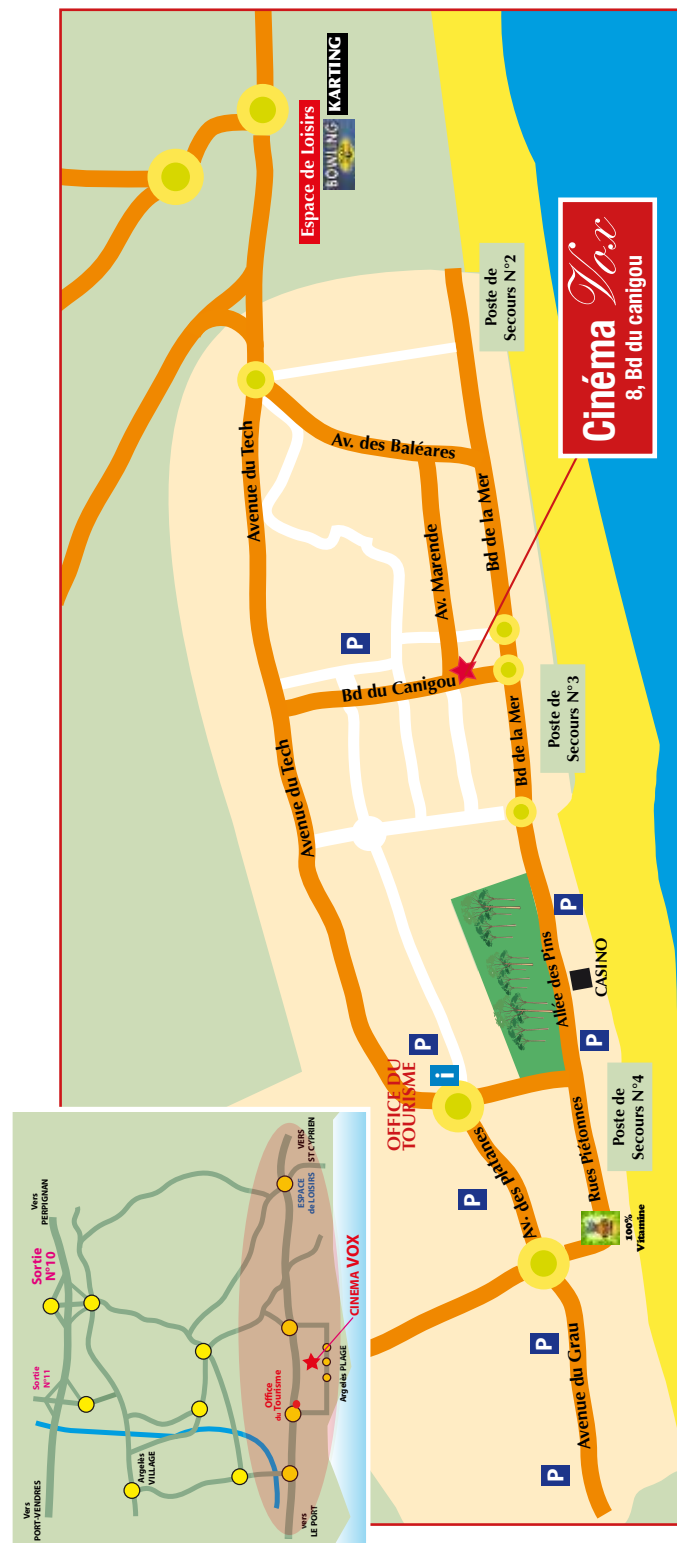 KARTING
Espace de Loisirs
BOWLING
Poste de
Secours N°2
Cinéma Vox
8, Bd du canigou
Avenue du Tech
Av. des Baléares
Bd de la Mer
Av. Marende
P
Bd du Canigou
Poste de
Secours N°3
Bd de la Mer
Avenue du Tech
P
Allée des Pins
CASINO
P
P
i
OFFICE DU
TOURISME
Poste de
Secours N°4
Rues Piétonnes
Av. des platanes
P
100%
Vitamine
P
Avenue du Grau
P
Vers
PERPIGNAN
Sortie
N°10
Sortie
N°11
Vers
PORT-VENDRES
Argelès
VILLAGE
VERS
ST CYPRIEN
ESPACE
de LOISIRS
CINEMA VOX
Office
du Tourisme
Argelès PLAGE
vers
LE PORT